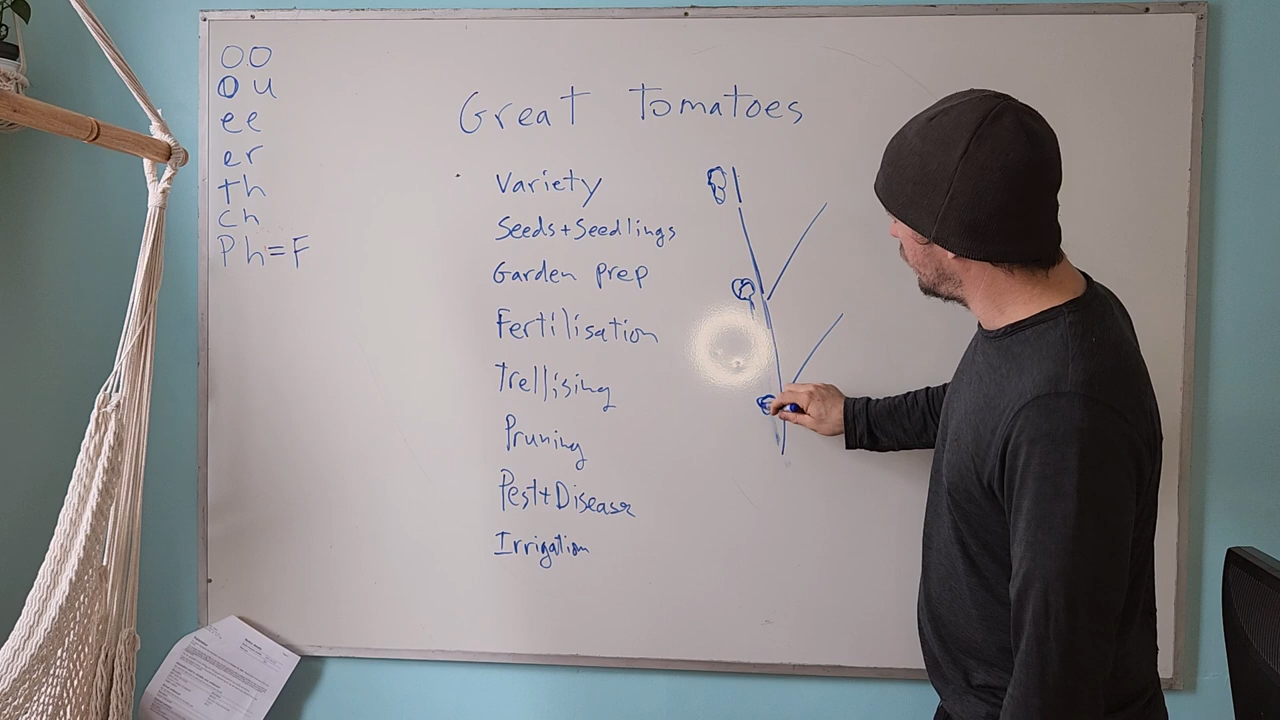 OO
Ou
ee
er
th
ch
Ph=F
Great Tomatoes
Variety
Seeds+Seedlings
Garden prep
Fertilisation
Trellising
Pruning
Pest+Disease
Irrigation